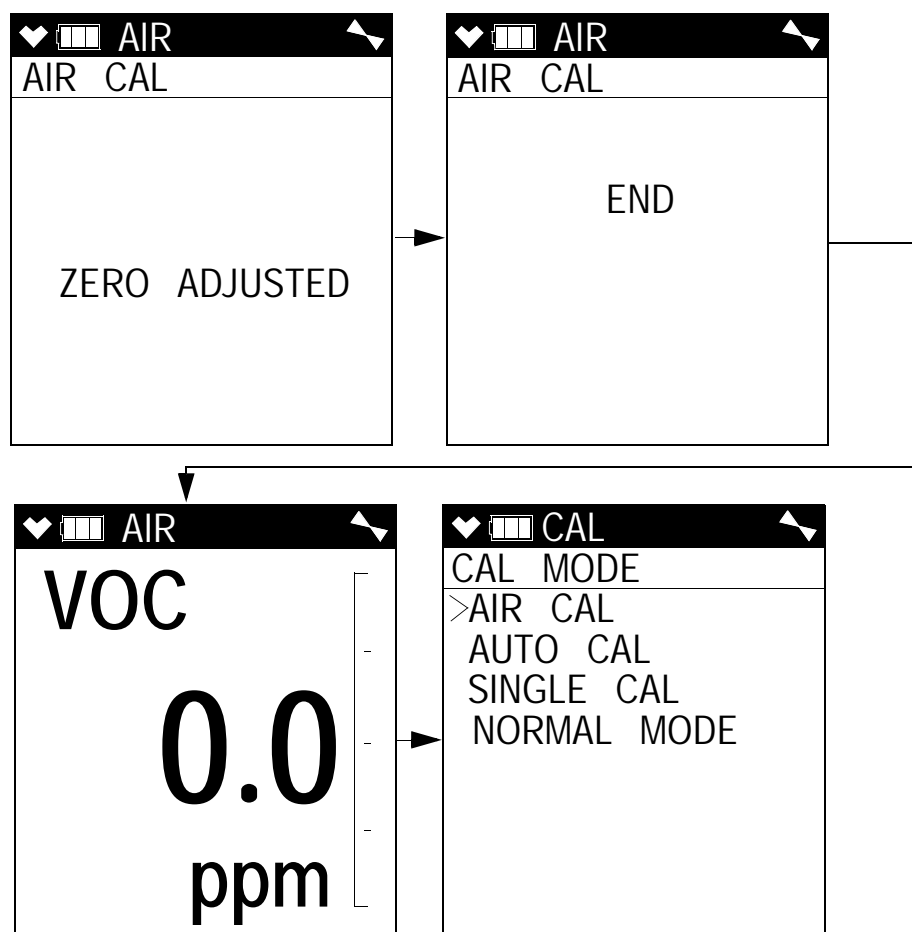 AIR
AIR CAL
ZERO ADJUSTED
AIR
AIR CAL
END
AIR
VOC
0.0
ppm
CAL
CAL MODE
>AIR CAL
AUTO CAL
SINGLE CAL
NORMAL MODE